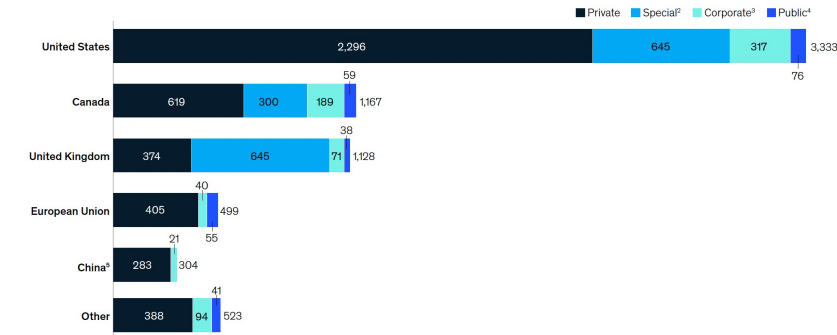 Private Special² Corporate³ Public⁴
United States 2,296 645 317 3,333
76
59
Canada 619 300 189 1,167
38
United Kingdom 374 645 71 1,128
40
European Union 405 499
55
21
China⁵ 283 304
41
Other 388 94 523